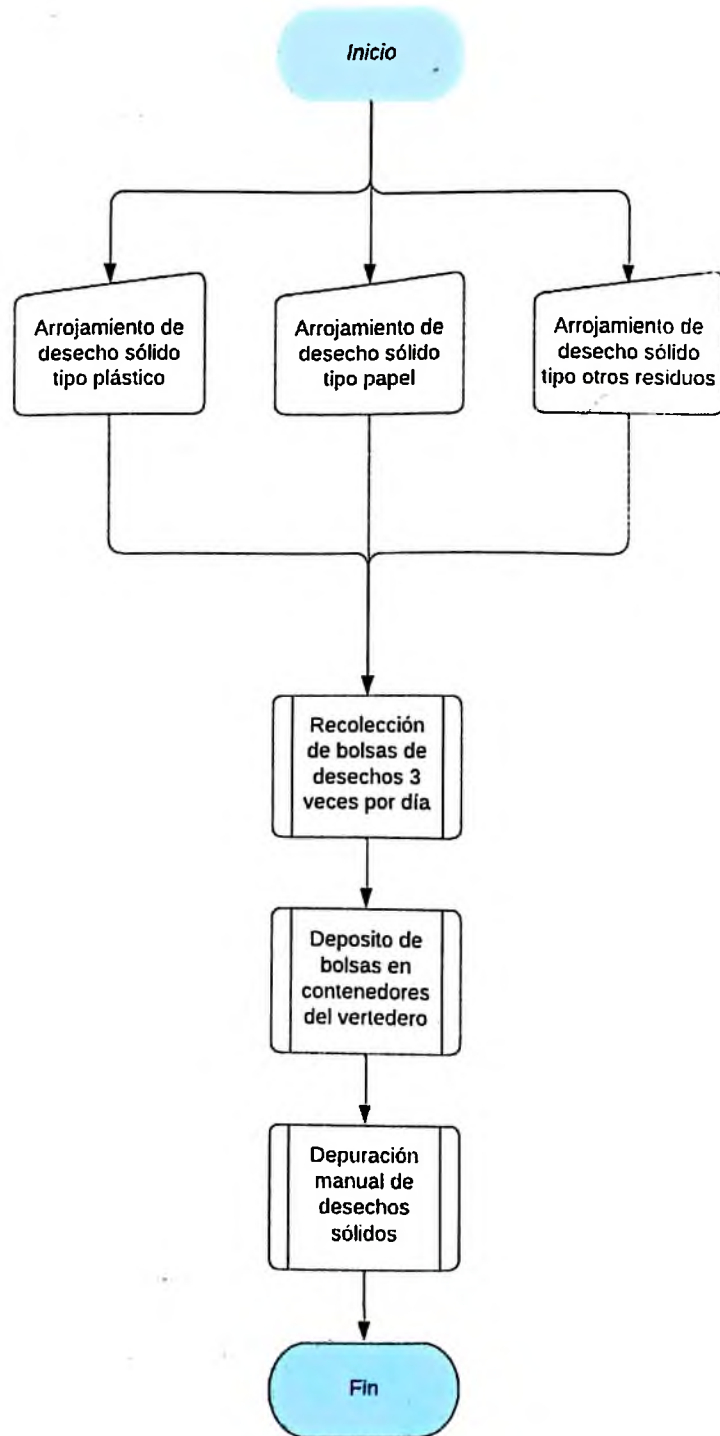 Inicio
Arrojamiento de
desecho sólido
tipo plástico
Arrojamiento de
desecho sólido
tipo papel
Arrojamiento de
desecho sólido
tipo otros residuos
Recolección
de bolsas de
desechos 3
veces por día
Deposito de
bolsas en
contenedores
del vertedero
Depuración
manual de
desechos
sólidos
Fin